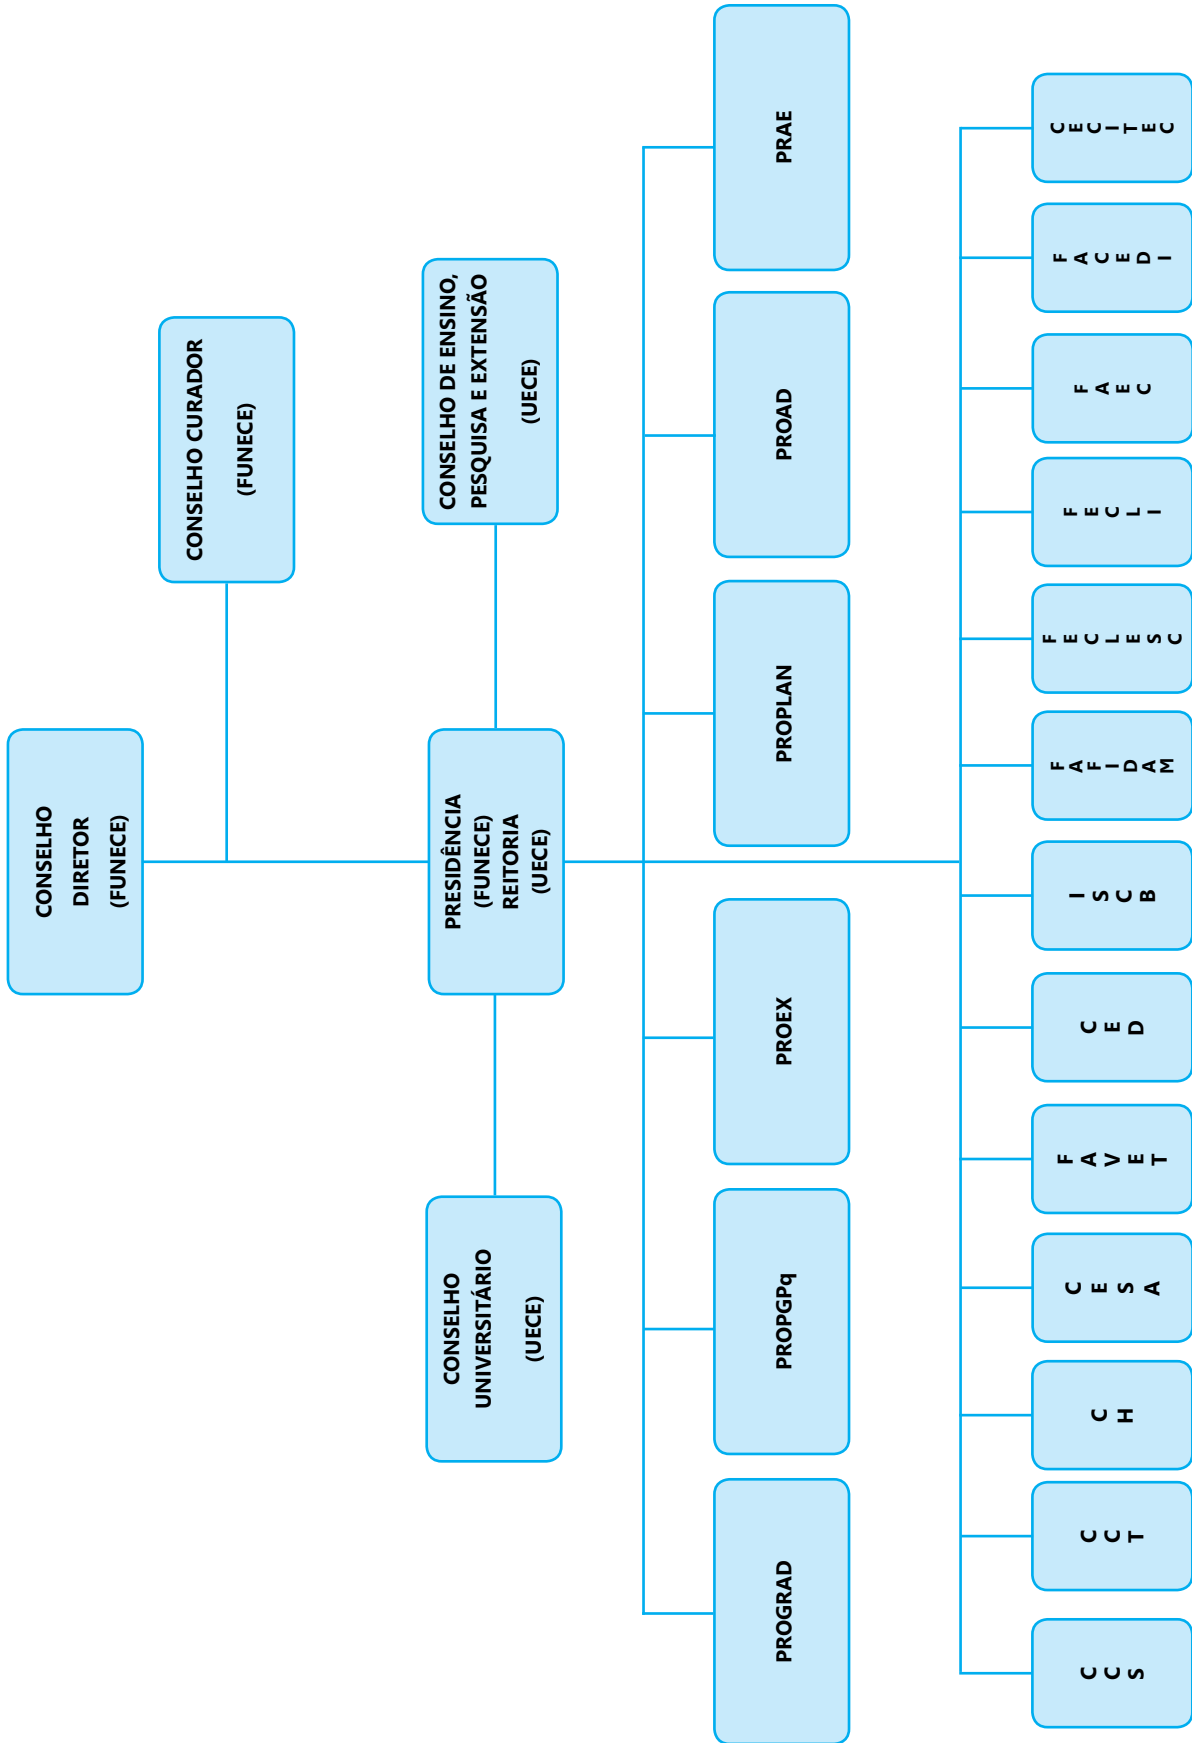 CONSELHO
DIRETOR
(FUNECE)
CONSELHO CURADOR
(FUNECE)
CONSELHO
UNIVERSITÁRIO
(UECE)
PRESIDÊNCIA
(FUNECE)
REITORIA
(UECE)
CONSELHO DE ENSINO,
PESQUISA E EXTENSÃO
(UECE)
PROGRAD
PROPGPq
PROEX
PROPLAN
PROAD
PRAE
CCS
CCT
CH
CESA
FAVET
CED
ISCB
FAFIDAM
FECLESC
FECLI
FAEC
FACEDI
CECITEC